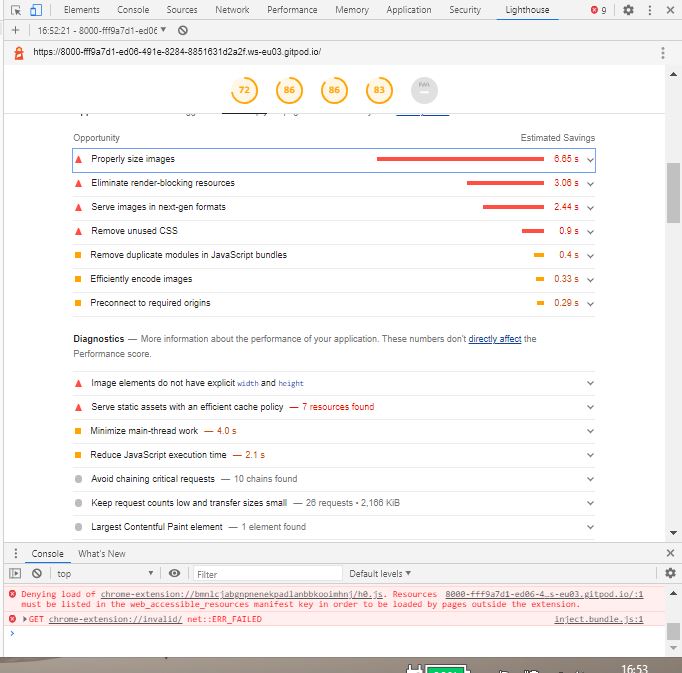 Elements Console Sources Network Performance Memory Application Security Lighthouse 9
16:52:21 - 8000-fff9a7d1-ed06
https://8000-fff9a7d1-ed06-491e-8284-8851631d2a2f.ws-eu03.gitpod.io/
72 86 86 83 PWA
Opportunity Estimated Savings
Properly size images 6.65 s
Eliminate render-blocking resources 3.06 s
Serve images in next-gen formats 2.44 s
Remove unused CSS 0.9 s
Remove duplicate modules in JavaScript bundles 0.4 s
Efficiently encode images 0.33 s
Preconnect to required origins 0.29 s
Diagnostics — More information about the performance of your application. These numbers don't directly affect the
Performance score.
Image elements do not have explicit width and height
Serve static assets with an efficient cache policy — 7 resources found
Minimize main-thread work — 4.0 s
Reduce JavaScript execution time — 2.1 s
Avoid chaining critical requests — 10 chains found
Keep request counts low and transfer sizes small — 26 requests • 2,166 KiB
Largest Contentful Paint element — 1 element found
Console What's New
top Filter Default levels
Denying load of chrome-extension://bmnlcjabgnpnenekpadlanbbkooimhnj/h0.js. Resources 8000-fff9a7d1-ed06-4…s-eu03.gitpod.io/:1
must be listed in the web_accessible_resources manifest key in order to be loaded by pages outside the extension.
GET chrome-extension://invalid/ net::ERR_FAILED inject.bundle.js:1
16:53